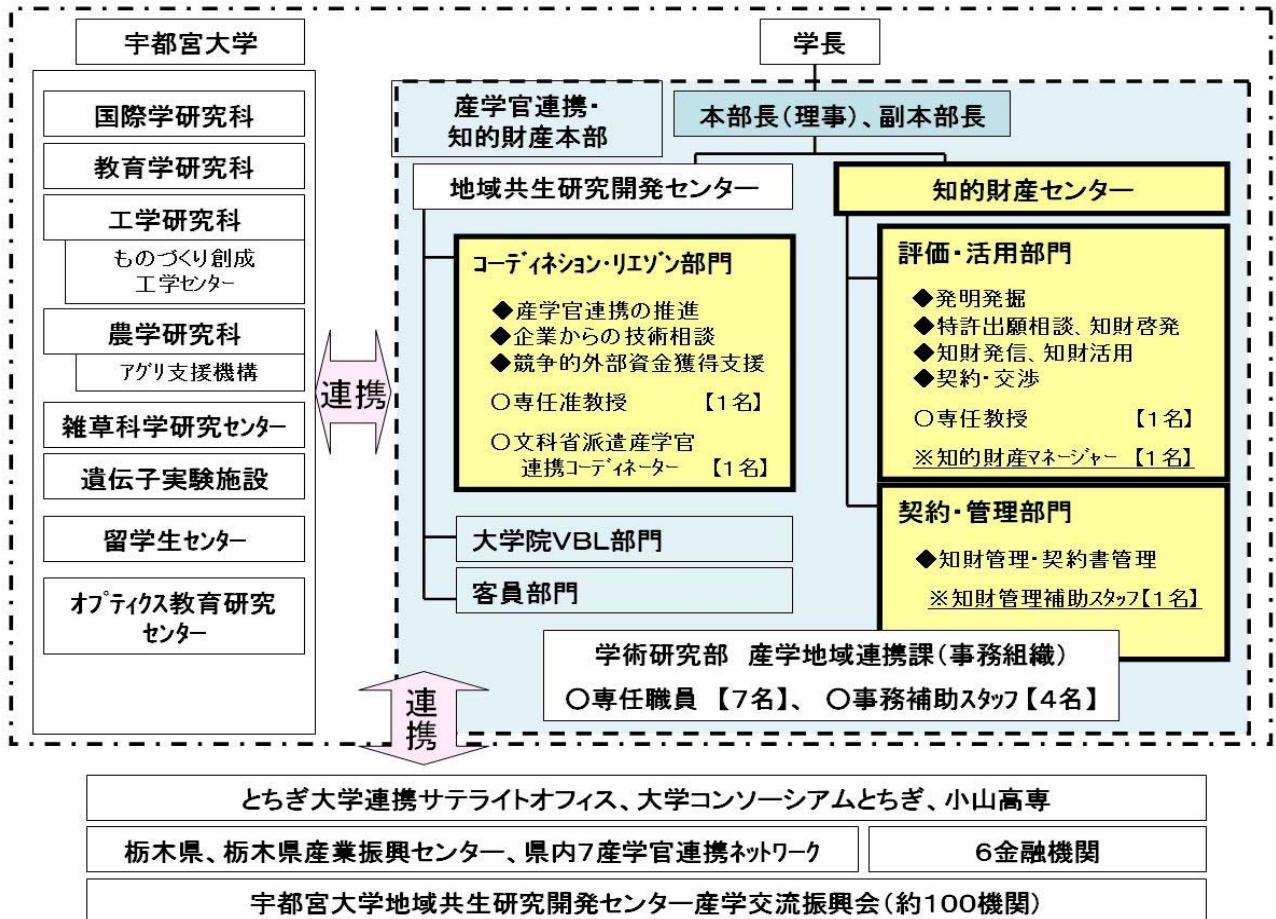 宇都宮大学
国際学研究科
教育学研究科
工学研究科
ものづくり創成
工学センター
農学研究科
アグリ支援機構
雑草科学研究センター
遺伝子実験施設
留学生センター
オプティクス教育研究
センター
連携
学長
産学官連携・
知的財産本部
本部長(理事)、副本部長
地域共生研究開発センター
コーディネション・リエゾン部門
◆産学官連携の推進
◆企業からの技術相談
◆競争的外部資金獲得支援
○専任准教授 【1名】
○文科省派遣産学官
連携コーディネーター 【1名】
大学院VBL部門
客員部門
知的財産センター
評価・活用部門
◆発明発掘
◆特許出願相談、知財啓発
◆知財発信、知財活用
◆契約・交渉
○専任教授 【1名】
※知的財産マネージャー 【1名】
契約・管理部門
◆知財管理・契約書管理
※知財管理補助スタッフ【1名】
学術研究部 産学地域連携課(事務組織)
○専任職員 【7名】、 ○事務補助スタッフ【4名】
連
携
とちぎ大学連携サテライトオフィス、大学コンソーシアムとちぎ、小山高専
栃木県、栃木県産業振興センター、県内7産学官連携ネットワーク
6金融機関
宇都宮大学地域共生研究開発センター産学交流振興会(約100機関)